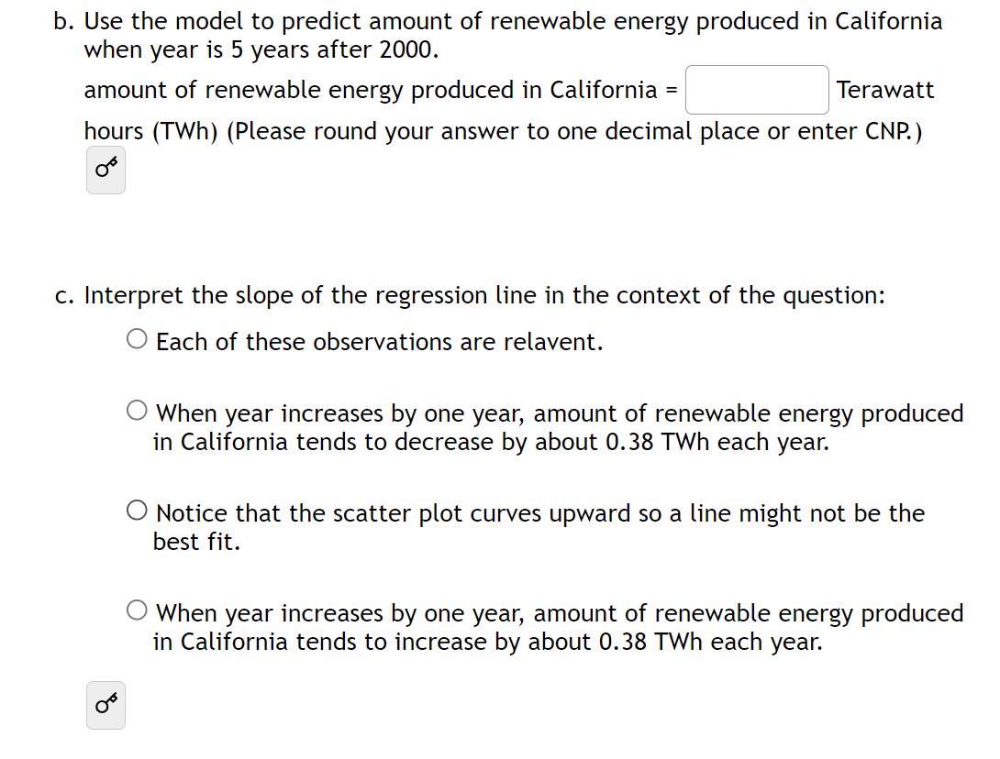 b. Use the model to predict amount of renewable energy produced in California
when year is 5 years after 2000.
amount of renewable energy produced in California = Terawatt
hours (TWh) (Please round your answer to one decimal place or enter CNP.)
c. Interpret the slope of the regression line in the context of the question:
Each of these observations are relavent.
When year increases by one year, amount of renewable energy produced
in California tends to decrease by about 0.38 TWh each year.
Notice that the scatter plot curves upward so a line might not be the
best fit.
When year increases by one year, amount of renewable energy produced
in California tends to increase by about 0.38 TWh each year.